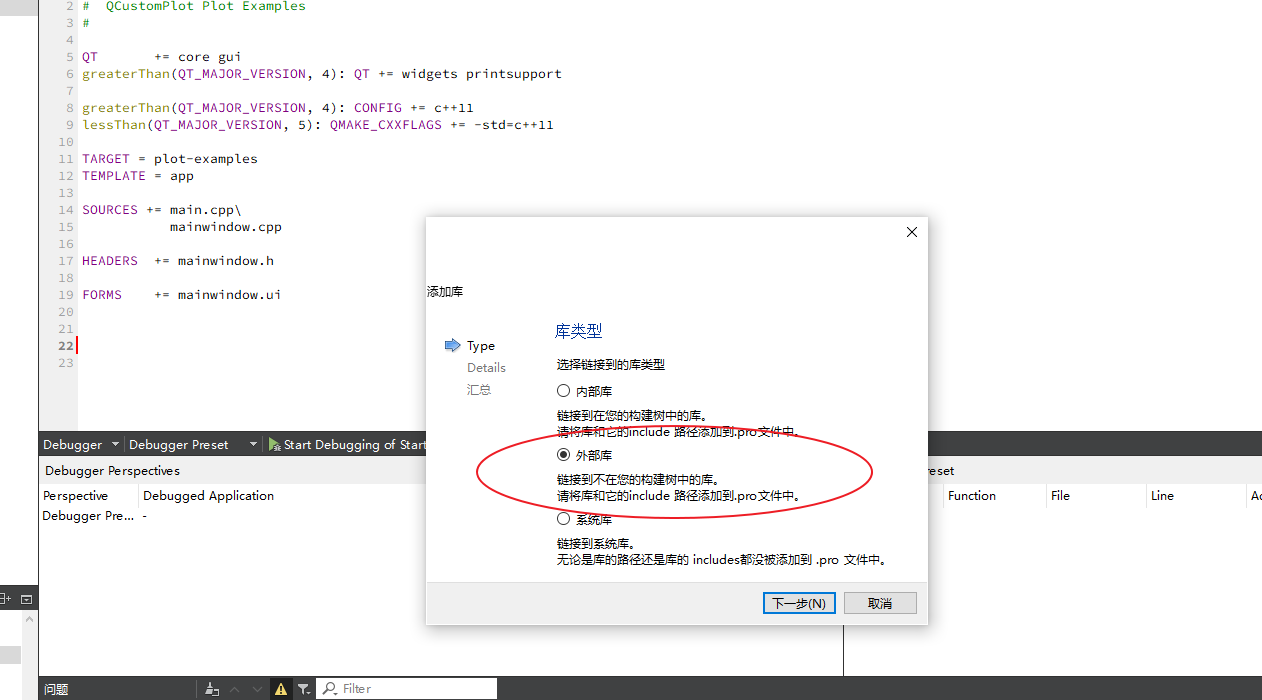 2 #  QCustomPlot Plot Examples
3 #
4
5 QT       += core gui
6 greaterThan(QT_MAJOR_VERSION, 4): QT += widgets printsupport
7
8 greaterThan(QT_MAJOR_VERSION, 4): CONFIG += c++11
9 lessThan(QT_MAJOR_VERSION, 5): QMAKE_CXXFLAGS += -std=c++11
10
11 TARGET = plot-examples
12 TEMPLATE = app
13
14 SOURCES += main.cpp\
15            mainwindow.cpp
16
17 HEADERS  += mainwindow.h
18
19 FORMS    += mainwindow.ui
20
21
22
23
添加库
Type
Details
汇总
库类型
选择链接到的库类型
内部库
链接到在您的构建树中的库。
请将库和它的include 路径添加到.pro文件中。
外部库
链接到不在您的构建树中的库。
请将库和它的include 路径添加到.pro文件中。
系统库
链接到系统库。
无论是库的路径还是库的 includes都没被添加到 .pro 文件中。
下一步(N)
取消
Debugger
Debugger Preset
Start Debugging of Start
Debugger Perspectives
reset
Perspective
Debugged Application
Function
File
Line
Debugger Pre... -
问题
Filter